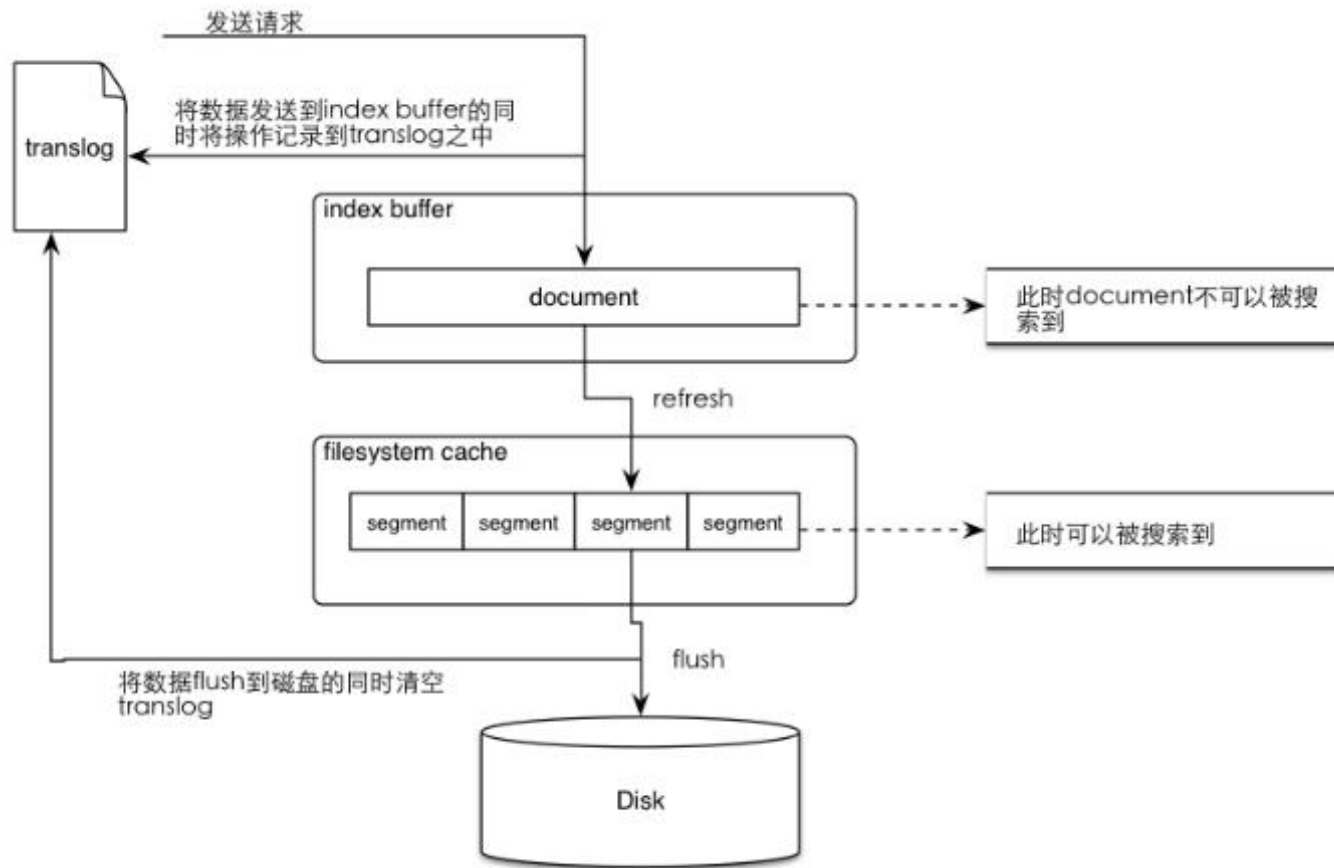 发送请求
将数据发送到index buffer的同
时将操作记录到translog之中
translog
index buffer
document
此时document不可以被搜
索到
refresh
filesystem cache
segment
segment
segment
segment
此时可以被搜索到
flush
将数据flush到磁盘的同时清空
translog
Disk